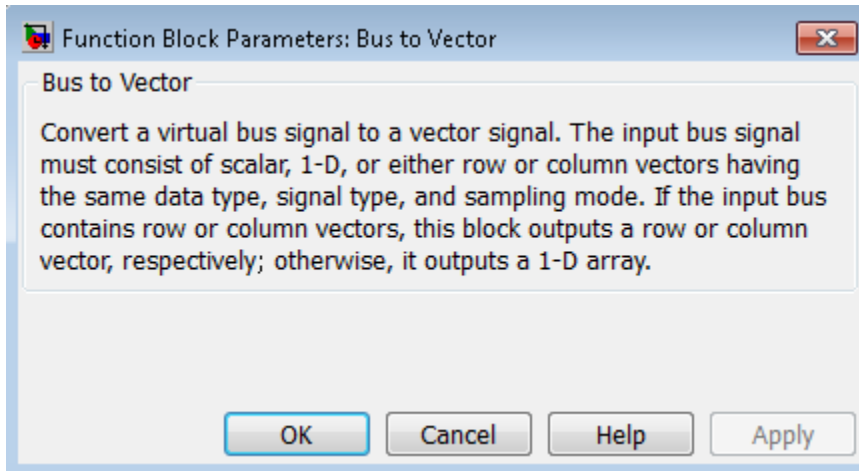 Function Block Parameters: Bus to Vector
Bus to Vector
Convert a virtual bus signal to a vector signal. The input bus signal
must consist of scalar, 1-D, or either row or column vectors having
the same data type, signal type, and sampling mode. If the input bus
contains row or column vectors, this block outputs a row or column
vector, respectively; otherwise, it outputs a 1-D array.
OK Cancel Help Apply